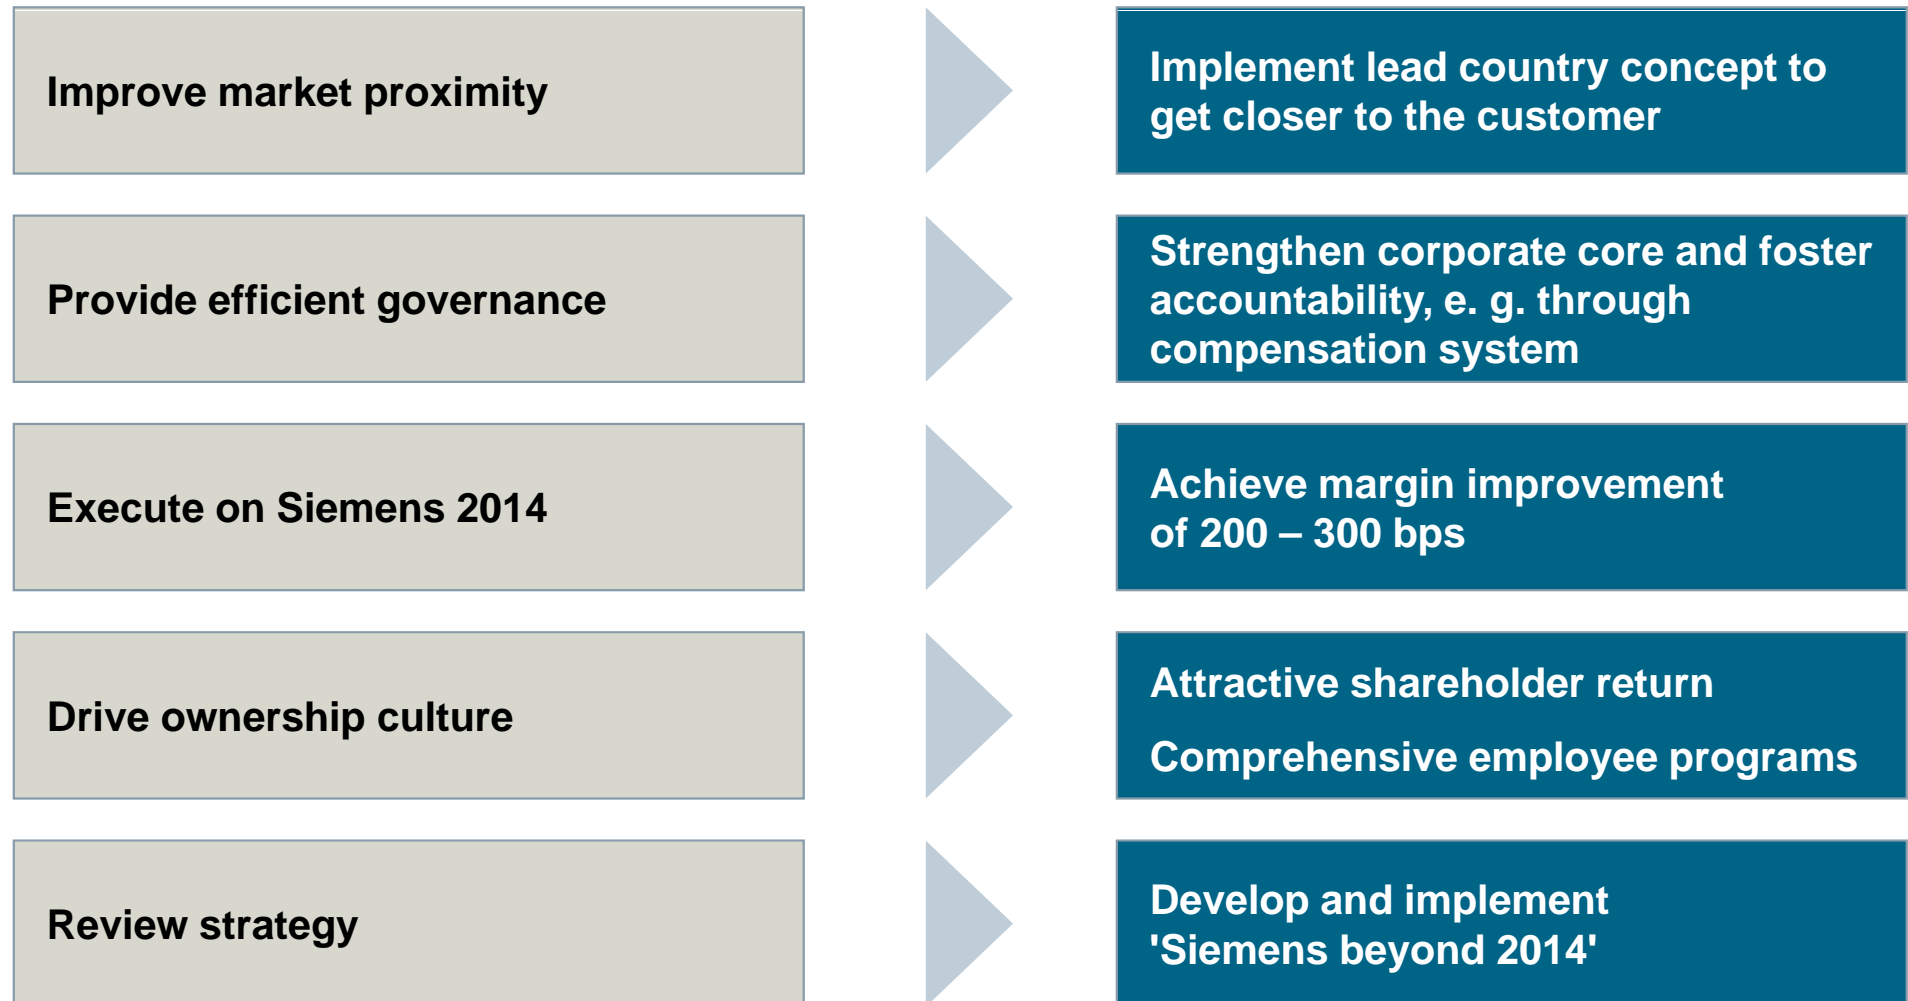 Improve market proximity
Implement lead country concept to
get closer to the customer
Provide efficient governance
Strengthen corporate core and foster
accountability, e. g. through
compensation system
Execute on Siemens 2014
Achieve margin improvement
of 200 – 300 bps
Drive ownership culture
Attractive shareholder return
Comprehensive employee programs
Review strategy
Develop and implement
'Siemens beyond 2014'